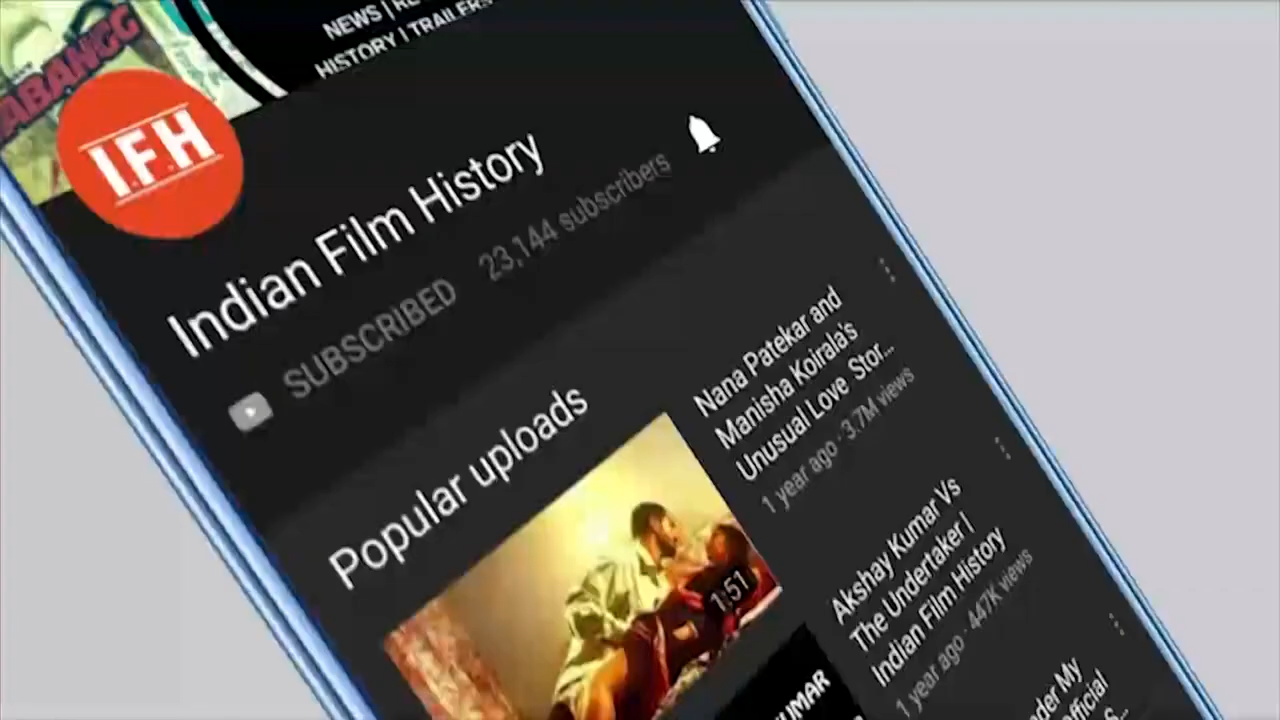 ABANGG
NEWS |
HISTORY | TRAILERS
I.F.H
Indian Film History
SUBSCRIBED 23,144 subscribers
Popular uploads
1:51
Nana Patekar and
Manisha Koirala's
Unusual Love Stor...
1 year ago · 3.7M views
UMAR
Akshay Kumar Vs
The Undertaker |
Indian Film History
1 year ago · 447K views
der My
official
S...